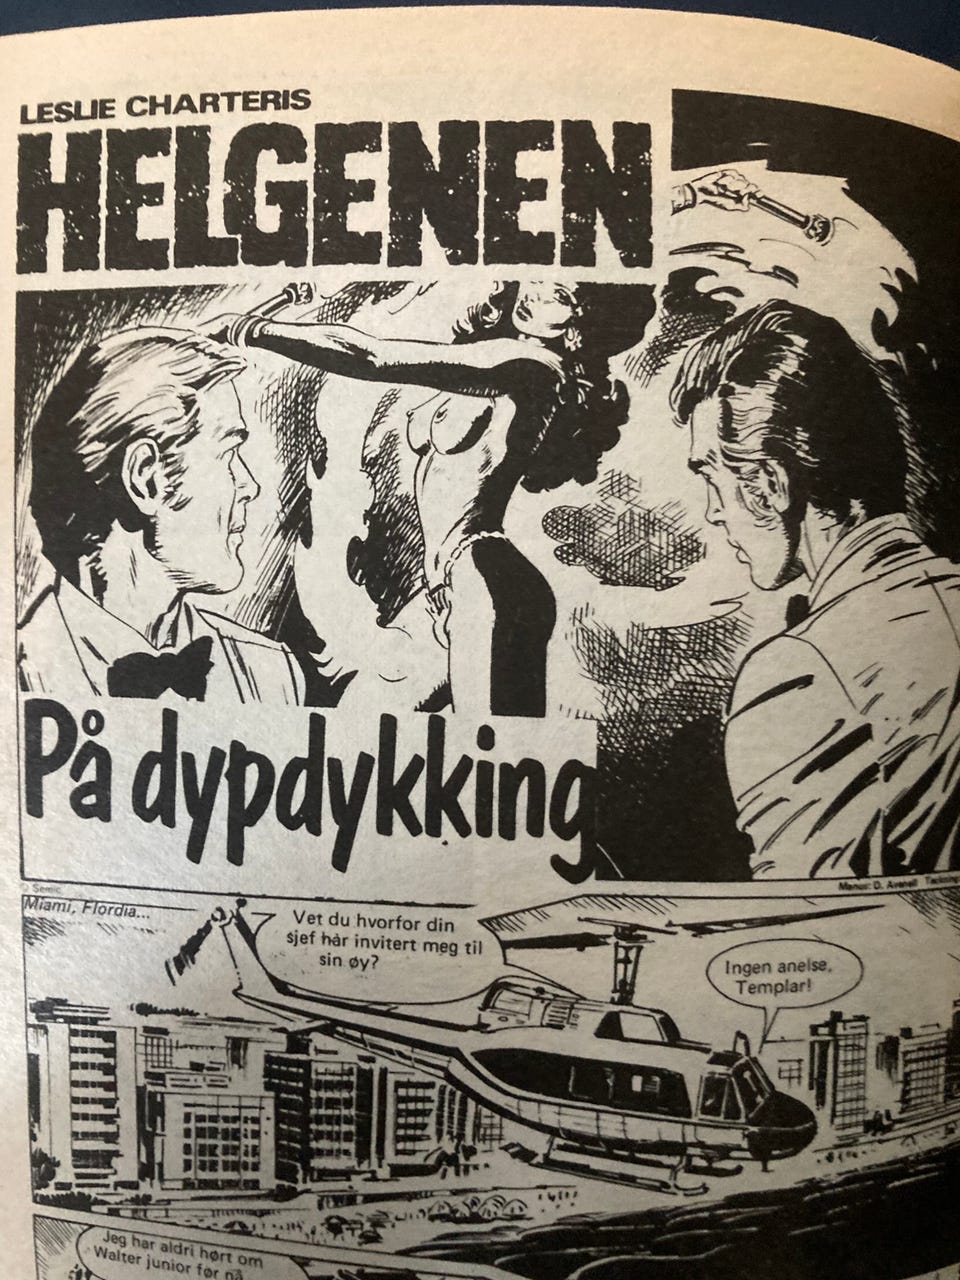 LESLIE CHARTERIS
HELGENEN
På dypdykking
© Semic
Manus: D. Avenell Teckning
Miami, Flordia...
Vet du hvorfor din
sjef har invitert meg til
sin øy?
Ingen anelse,
Templar!
Jeg har aldri hørt om
Walter junior før nå